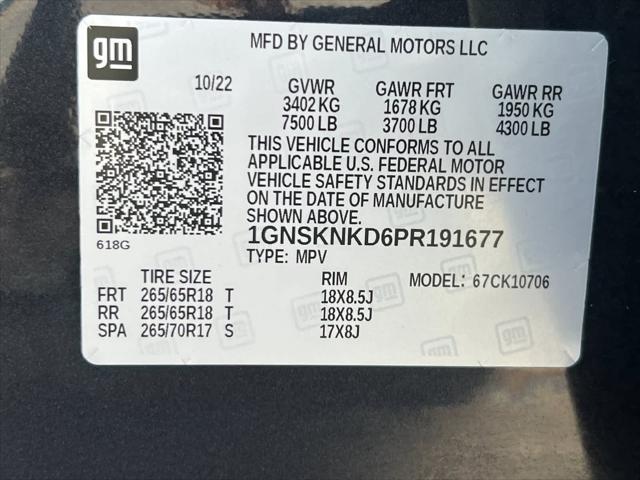 gm
MFD BY GENERAL MOTORS LLC
10/22 GVWR GAWR FRT GAWR RR
3402 KG 1678 KG 1950 KG
7500 LB 3700 LB 4300 LB
THIS VEHICLE CONFORMS TO ALL
APPLICABLE U.S. FEDERAL MOTOR
VEHICLE SAFETY STANDARDS IN EFFECT
ON THE DATE OF MANUFACTURE
SHOWN ABOVE.
618G
1GNSKNKD6PR191677
TYPE: MPV
TIRE SIZE RIM MODEL: 67CK10706
FRT 265/65R18 T 18X8.5J
RR 265/65R18 T 18X8.5J
SPA 265/70R17 S 17X8J